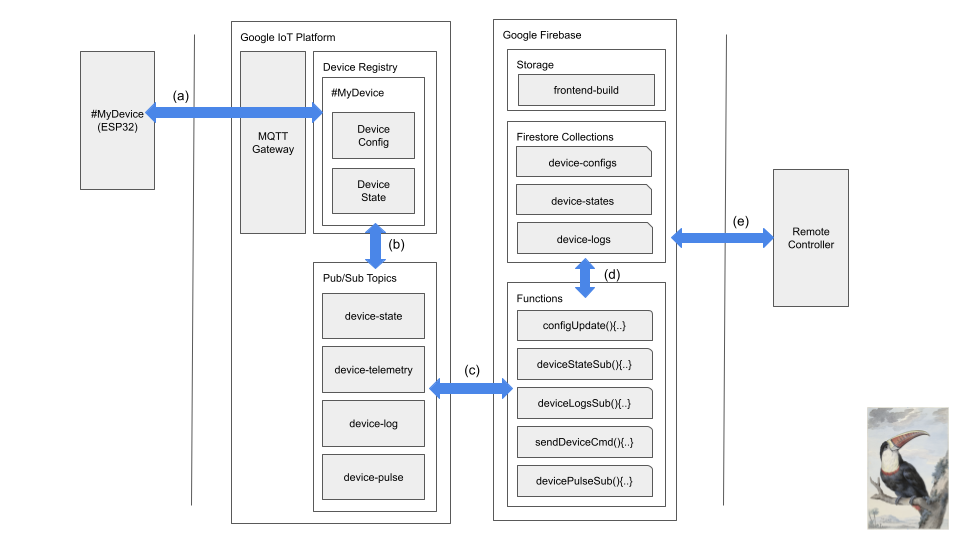 #MyDevice
(ESP32)
(a)
Google IoT Platform
MQTT
Gateway
Device Registry
#MyDevice
Device
Config
Device
State
(b)
Pub/Sub Topics
device-state
device-telemetry
device-log
device-pulse
(c)
Google Firebase
Storage
frontend-build
Firestore Collections
device-configs
device-states
device-logs
(d)
Functions
configUpdate(){..}
deviceStateSub(){..}
deviceLogsSub(){..}
sendDeviceCmd(){..}
devicePulseSub(){..}
(e)
Remote
Controller